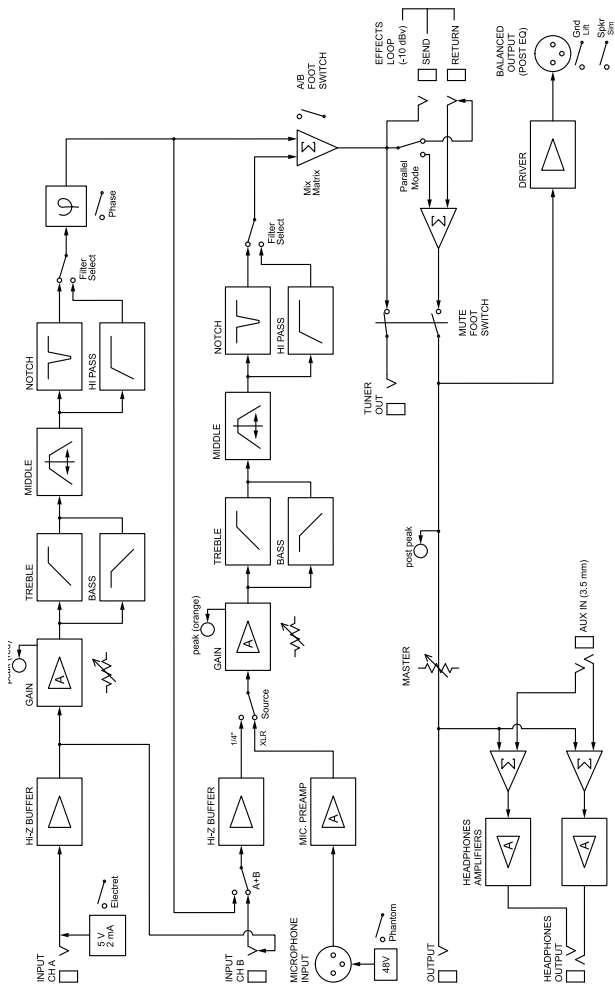 INPUT
CH A
5 V
2 mA
Electret
HI-Z BUFFER
GAIN
A
TREBLE
BASS
MIDDLE
NOTCH
HI PASS
Filter
Select
φ
Phase
INPUT
CH B
A+B
HI-Z BUFFER
1/4"
XLR
Source
MICROPHONE
INPUT
48V
Phantom
MIC. PREAMP
A
peak (orange)
GAIN
A
TREBLE
BASS
MIDDLE
NOTCH
HI PASS
Filter
Select
A/B
FOOT
SWITCH
Σ
Mix
Matrix
EFFECTS
LOOP
(-10 dBv)
SEND
RETURN
Parallel
Mode
Σ
TUNER
OUT
MUTE
FOOT
SWITCH
BALANCED
OUTPUT
(POST EQ)
Gnd
Lift
Spkr
Sim
DRIVER
post peak
MASTER
AUX IN (3.5 mm)
OUTPUT
HEADPHONES
AMPLIFIERS
Σ
Σ
A
A
HEADPHONES
OUTPUT